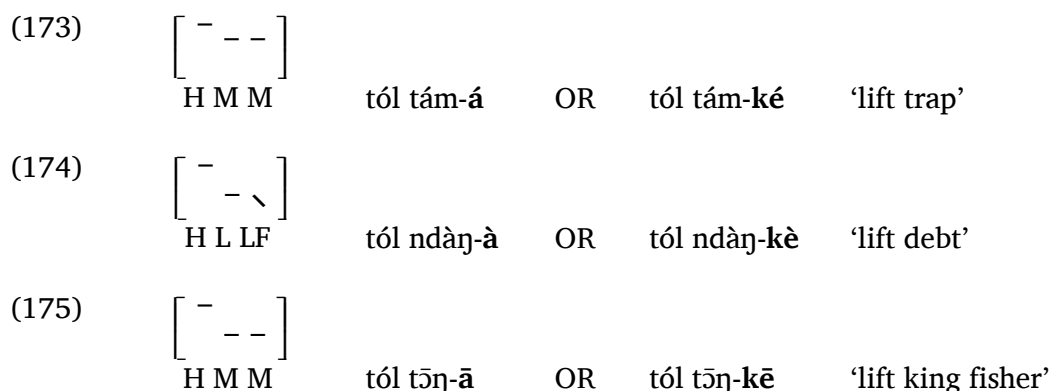 (173) [ ‾ – – ]
H M M tól tám-á OR tól tám-ké ‘lift trap’
(174) [ ‾ – ˎ ]
H L LF tól ndàŋ-à OR tól ndàŋ-kè ‘lift debt’
(175) [ ‾ – – ]
H M M tól tɔ̄ŋ-ā OR tól tɔ̄ŋ-kē ‘lift king fisher’